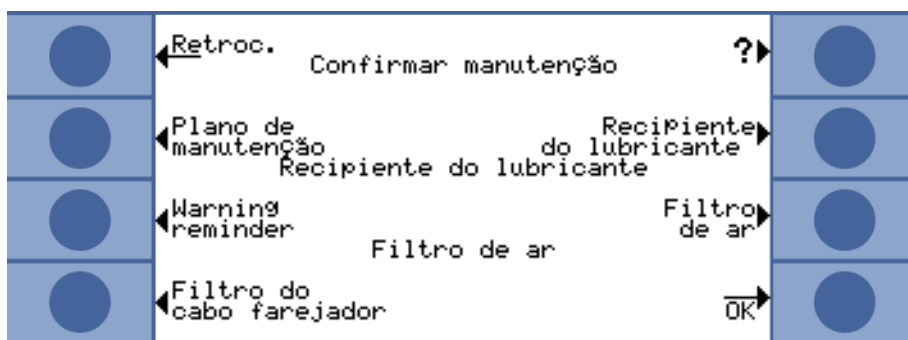 Retroc.
?
Confirmar manutenção
Plano de
manutenção
Recipiente
do lubricante
Recipiente do lubricante
Warning
reminder
Filtro
de ar
Filtro de ar
Filtro do
cabo farejador
OK